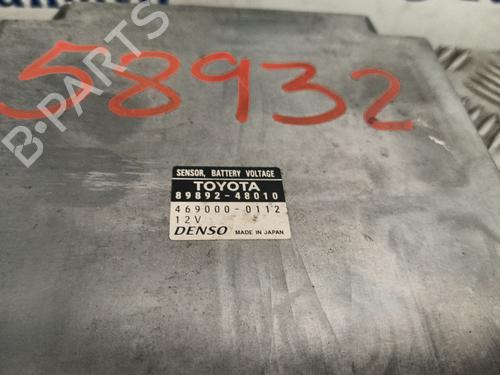 58932
B-PARTS
SENSOR, BATTERY VOLTAGE
TOYOTA
89892-48010
469000-0112
12V
DENSO MADE IN JAPAN